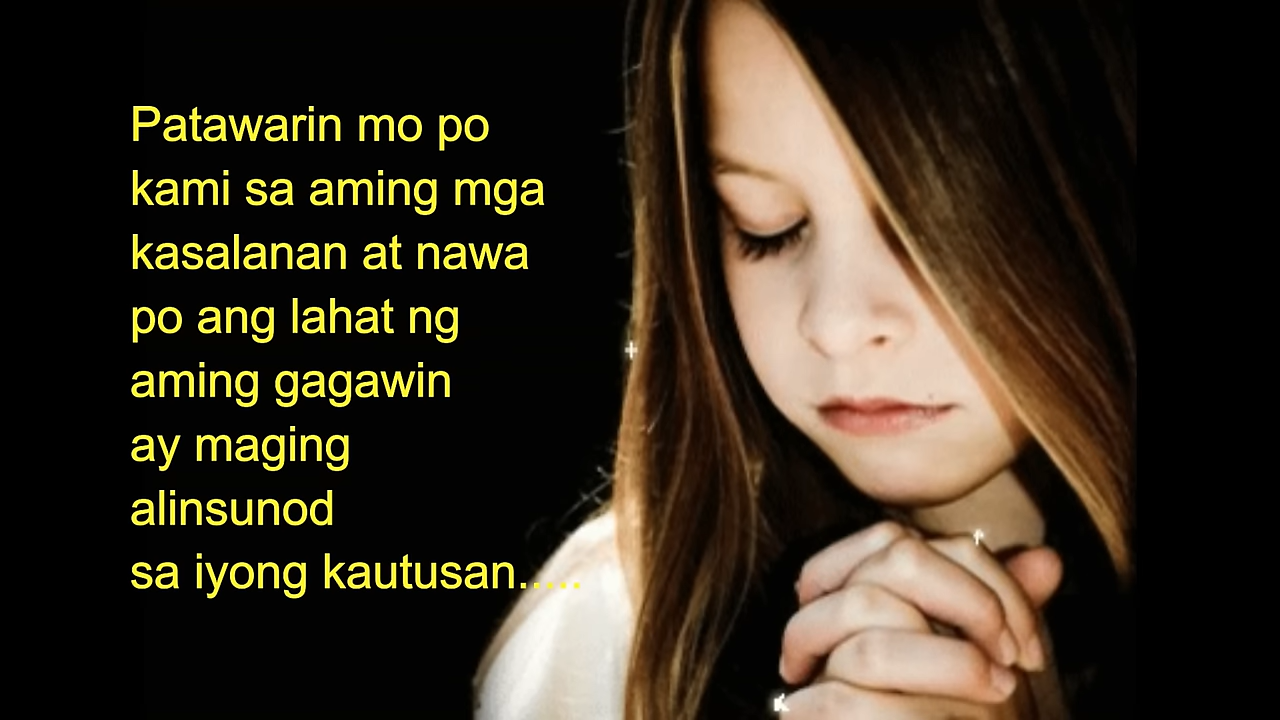 Patawarin mo po
kami sa aming mga
kasalanan at nawa
po ang lahat ng
aming gagawin
ay maging
alinsunod
sa iyong kautusan.....